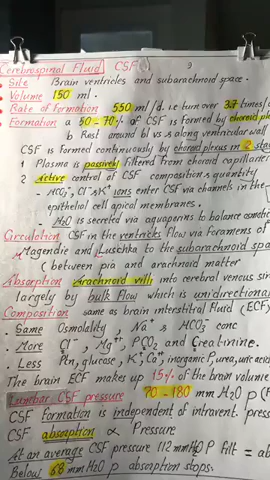 Cerebrospinal Fluid CSF
• Site Brain ventricles and subarachnoid space.
• Volume 150 ml.
• Rate of Formation 550 ml/d. i.e turn over 3.7 times/
• Formation a 50-70% of CSF is formed by choroid ple
b Rest around bl vs & along ventricular wall
CSF is formed continuously by choroid plexus in 2 sta
1 Plasma is passively filtered from choroid capillaries
2 Active control of CSF composition & quantity
- HCO3-, Cl- & K+ ions enter CSF via channels in the
epithelial cell apical membranes.
- H2O is secreted via aquaporins to balance osmotic
Circulation CSF in the ventricles flow via Foramens of
Magendie and Luschka to the subarachnoid spa
(between pia and arachnoid matter
Absorption Arachnoid villi into cerebral venous sin
largely by bulk Flow which is unidirectional
Composition same as brain interstitial fluid (ECF)
- Same Osmolality, Na+ & HCO3- conc
- More Cl-, Mg++, PCO2 and Creatinine.
- Less Ptn, glucose, K+, Ca++, inorganic P, urea, uric acid
The brain ECF makes up 15% of the brain volume
Lumbar CSF pressure 70-180 mm H2O P (
CSF Formation is independent of intravent. press
CSF absorption ∝ Pressure
At an average CSF pressure 112 mmH2O P filt = ab
Below 68 mm H2O P absorption stops.